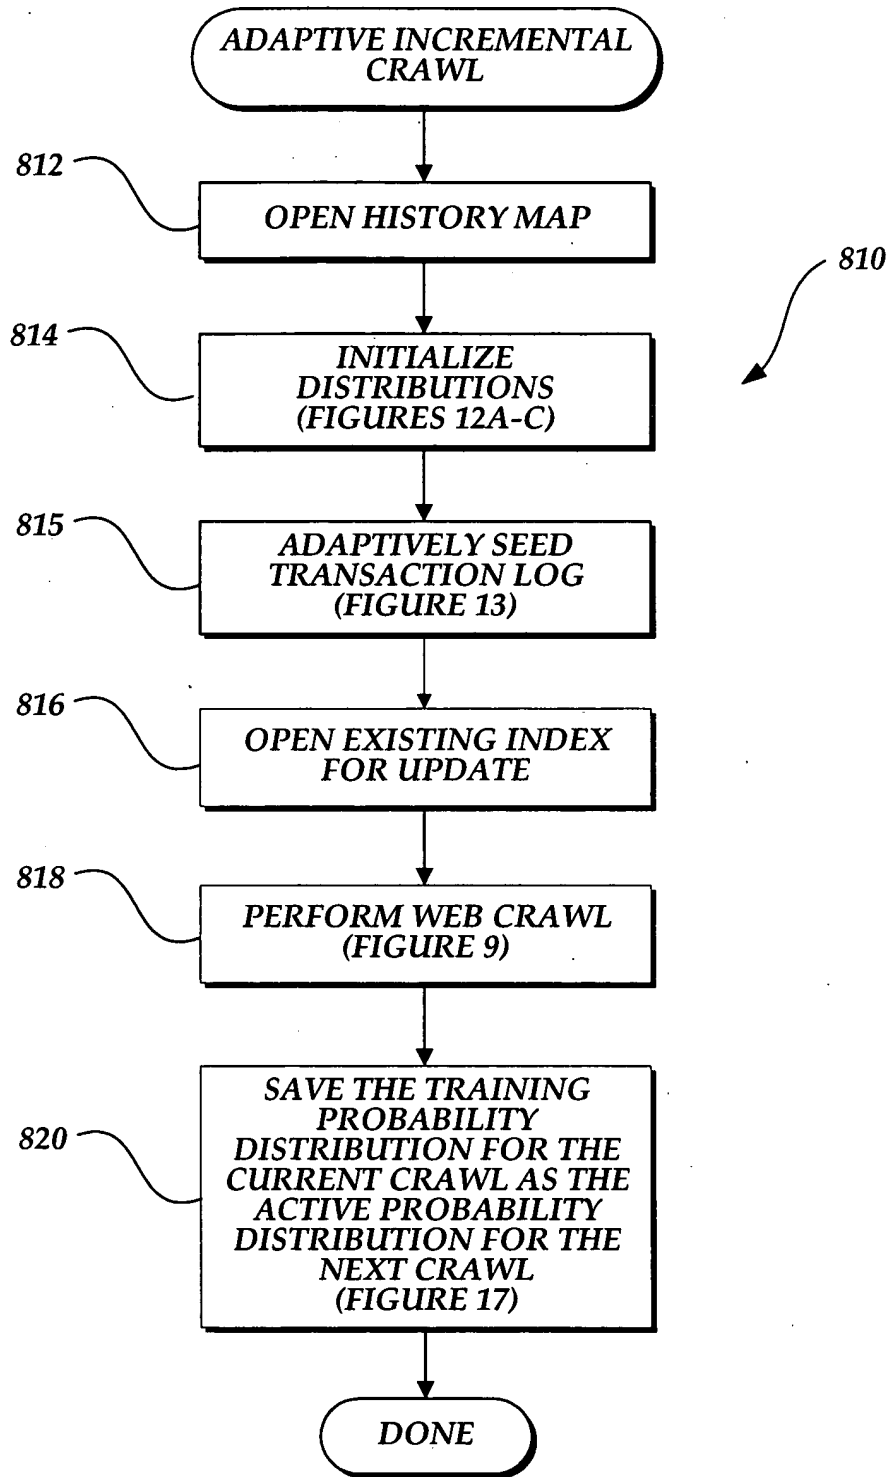 ADAPTIVE INCREMENTAL
CRAWL
812
OPEN HISTORY MAP
810
814
INITIALIZE
DISTRIBUTIONS
(FIGURES 12A-C)
815
ADAPTIVELY SEED
TRANSACTION LOG
(FIGURE 13)
816
OPEN EXISTING INDEX
FOR UPDATE
818
PERFORM WEB CRAWL
(FIGURE 9)
820
SAVE THE TRAINING
PROBABILITY
DISTRIBUTION FOR THE
CURRENT CRAWL AS THE
ACTIVE PROBABILITY
DISTRIBUTION FOR THE
NEXT CRAWL
(FIGURE 17)
DONE